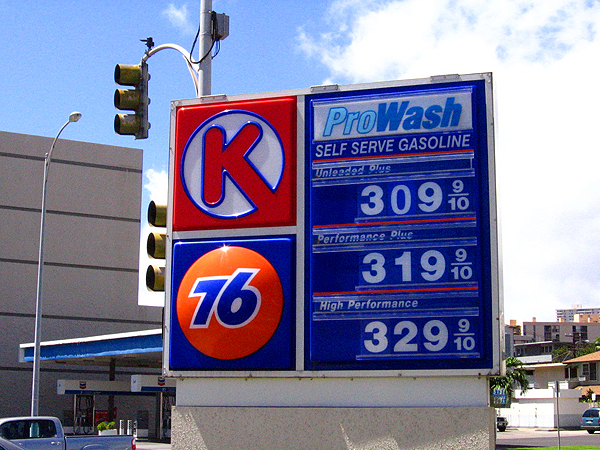 K
76
ProWash
SELF SERVE GASOLINE
Unleaded Plus
309 9/10
Performance Plus
319 9/10
High Performance
329 9/10